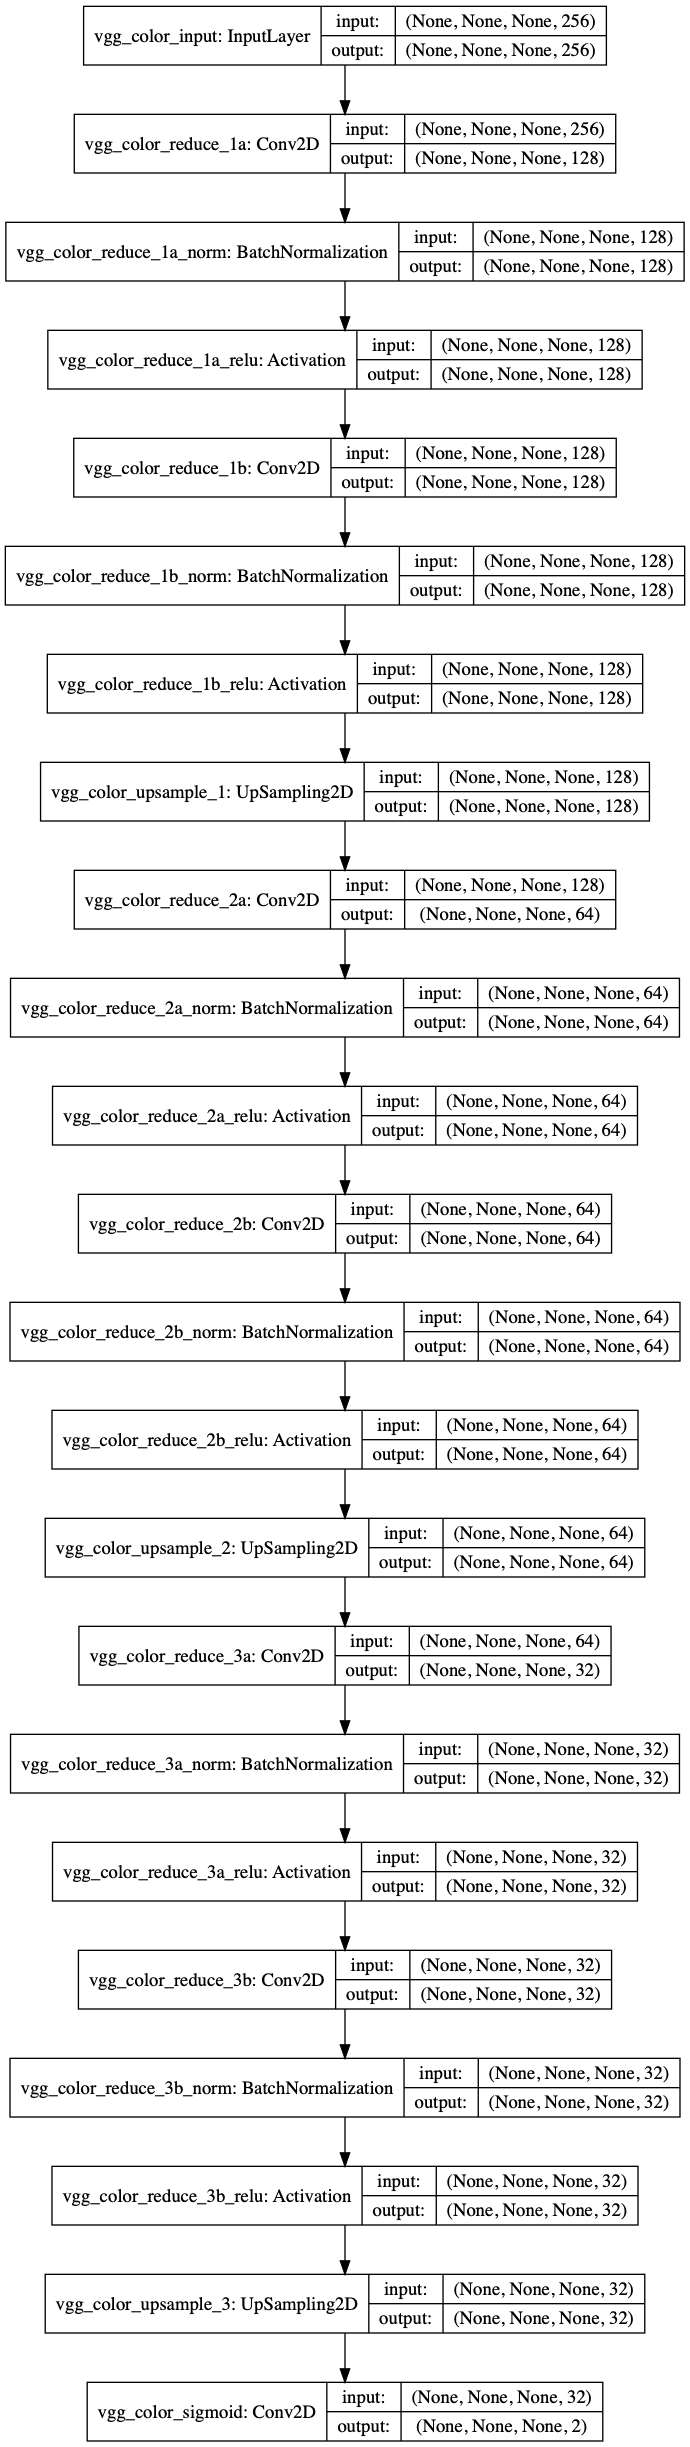 vgg_color_input: InputLayer
input: (None, None, None, 256)
output: (None, None, None, 256)
vgg_color_reduce_1a: Conv2D
input: (None, None, None, 256)
output: (None, None, None, 128)
vgg_color_reduce_1a_norm: BatchNormalization
input: (None, None, None, 128)
output: (None, None, None, 128)
vgg_color_reduce_1a_relu: Activation
input: (None, None, None, 128)
output: (None, None, None, 128)
vgg_color_reduce_1b: Conv2D
input: (None, None, None, 128)
output: (None, None, None, 128)
vgg_color_reduce_1b_norm: BatchNormalization
input: (None, None, None, 128)
output: (None, None, None, 128)
vgg_color_reduce_1b_relu: Activation
input: (None, None, None, 128)
output: (None, None, None, 128)
vgg_color_upsample_1: UpSampling2D
input: (None, None, None, 128)
output: (None, None, None, 128)
vgg_color_reduce_2a: Conv2D
input: (None, None, None, 128)
output: (None, None, None, 64)
vgg_color_reduce_2a_norm: BatchNormalization
input: (None, None, None, 64)
output: (None, None, None, 64)
vgg_color_reduce_2a_relu: Activation
input: (None, None, None, 64)
output: (None, None, None, 64)
vgg_color_reduce_2b: Conv2D
input: (None, None, None, 64)
output: (None, None, None, 64)
vgg_color_reduce_2b_norm: BatchNormalization
input: (None, None, None, 64)
output: (None, None, None, 64)
vgg_color_reduce_2b_relu: Activation
input: (None, None, None, 64)
output: (None, None, None, 64)
vgg_color_upsample_2: UpSampling2D
input: (None, None, None, 64)
output: (None, None, None, 64)
vgg_color_reduce_3a: Conv2D
input: (None, None, None, 64)
output: (None, None, None, 32)
vgg_color_reduce_3a_norm: BatchNormalization
input: (None, None, None, 32)
output: (None, None, None, 32)
vgg_color_reduce_3a_relu: Activation
input: (None, None, None, 32)
output: (None, None, None, 32)
vgg_color_reduce_3b: Conv2D
input: (None, None, None, 32)
output: (None, None, None, 32)
vgg_color_reduce_3b_norm: BatchNormalization
input: (None, None, None, 32)
output: (None, None, None, 32)
vgg_color_reduce_3b_relu: Activation
input: (None, None, None, 32)
output: (None, None, None, 32)
vgg_color_upsample_3: UpSampling2D
input: (None, None, None, 32)
output: (None, None, None, 32)
vgg_color_sigmoid: Conv2D
input: (None, None, None, 32)
output: (None, None, None, 2)